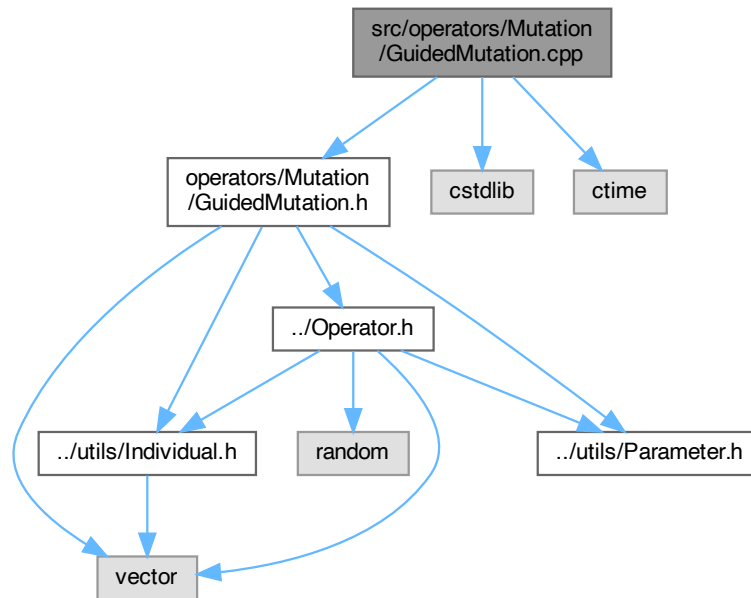 src/operators/Mutation
/GuidedMutation.cpp
operators/Mutation
/GuidedMutation.h
cstdlib
ctime
../Operator.h
../utils/Individual.h
random
../utils/Parameter.h
vector